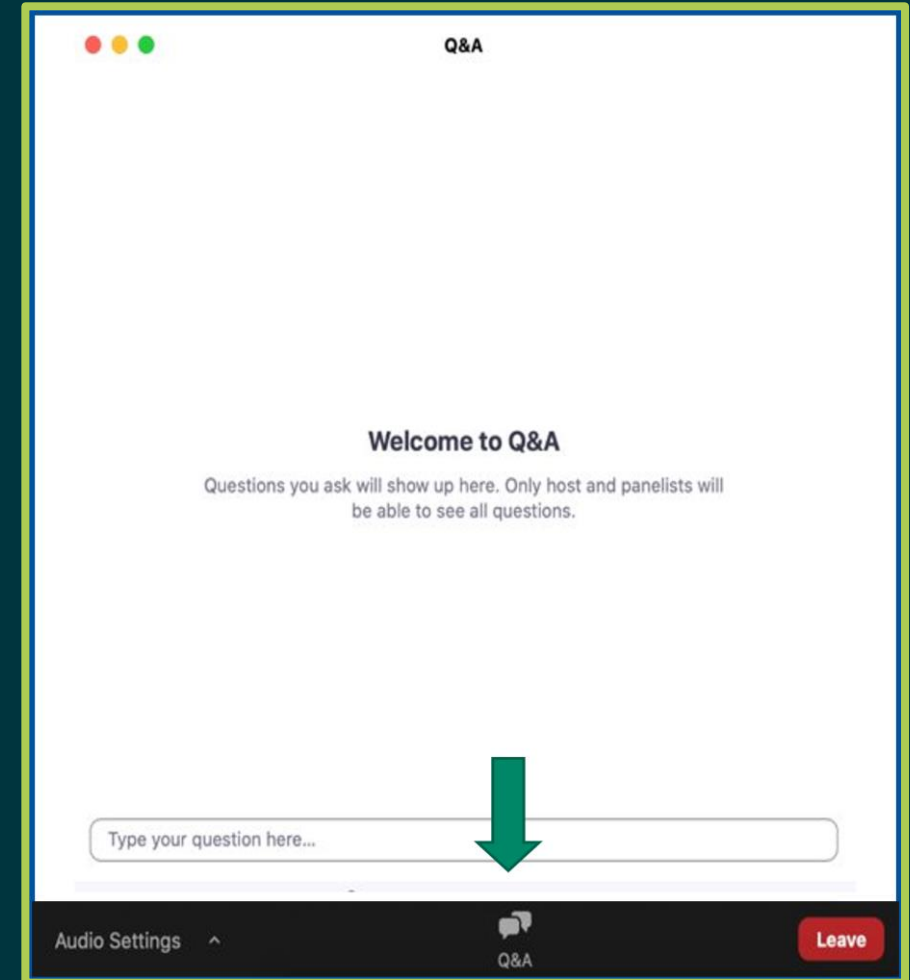 Q&A
Welcome to Q&A
Questions you ask will show up here. Only host and panelists will
be able to see all questions.
Type your question here...
Audio Settings
Q&A
Leave